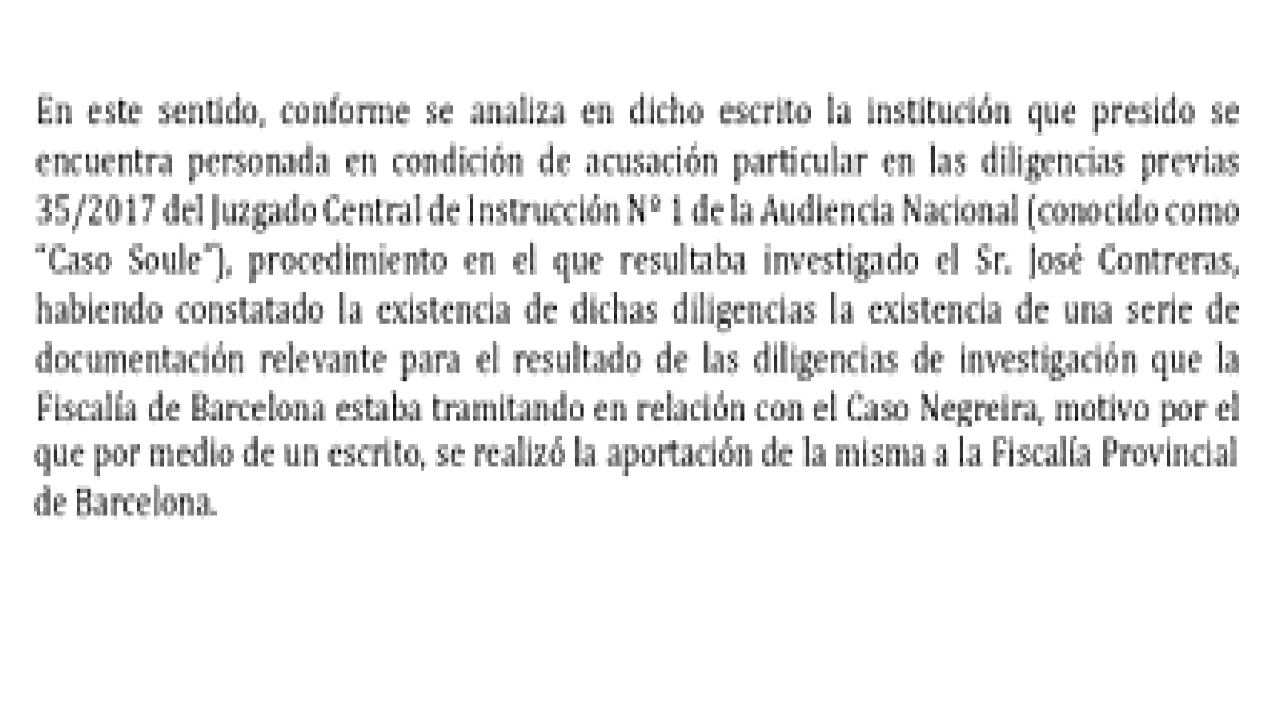 En este sentido, conforme se analiza en dicho escrito la institución que presido se
encuentra personada en condición de acusación particular en las diligencias previas
35/2017 del Juzgado Central de Instrucción Nº 1 de la Audiencia Nacional (conocido como
"Caso Soule"), procedimiento en el que resultaba investigado el Sr. José Contreras,
habiendo constatado la existencia de dichas diligencias la existencia de una serie de
documentación relevante para el resultado de las diligencias de investigación que la
Fiscalía de Barcelona estaba tramitando en relación con el Caso Negreira, motivo por el
que por medio de un escrito, se realizó la aportación de la misma a la Fiscalía Provincial
de Barcelona.